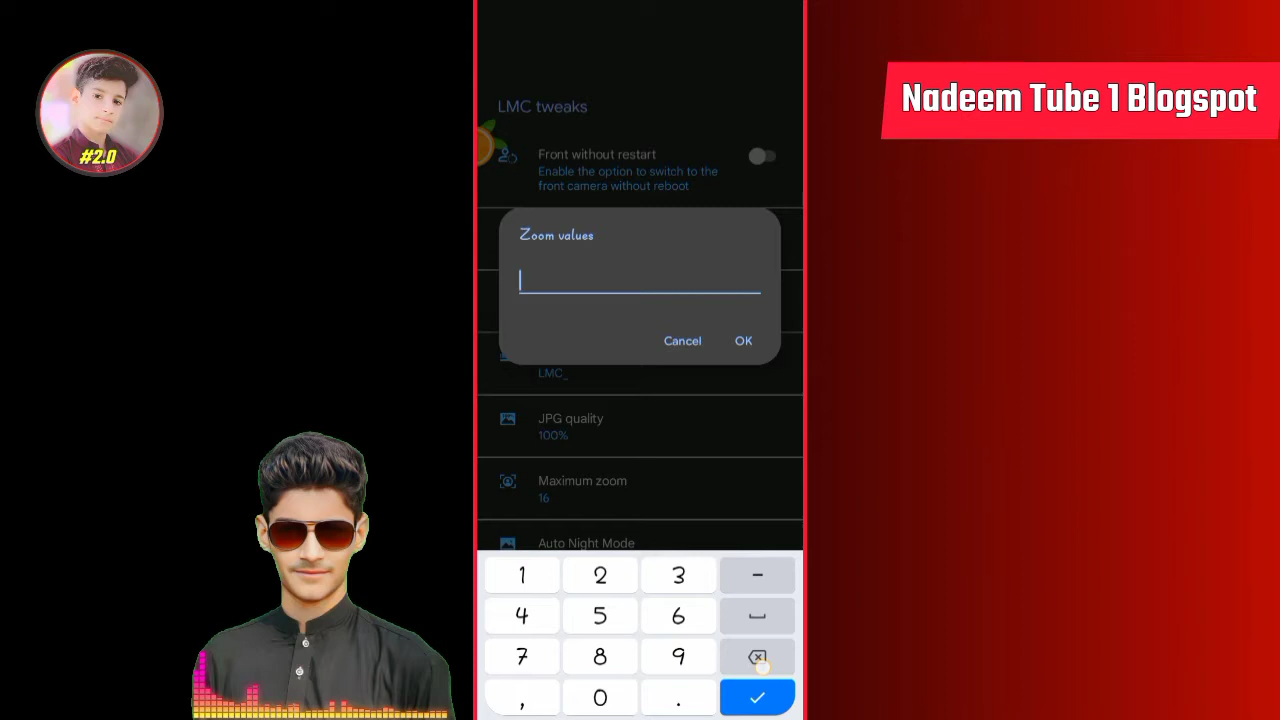 #2.0
Nadeem Tube 1 Blogspot
LMC tweaks
Front without restart
Enable the option to switch to the
front camera without reboot
Zoom values
Cancel OK
LMC_
JPG quality
100%
Maximum zoom
16
Auto Night Mode
1 2 3 -
4 5 6
7 8 9
, 0 .